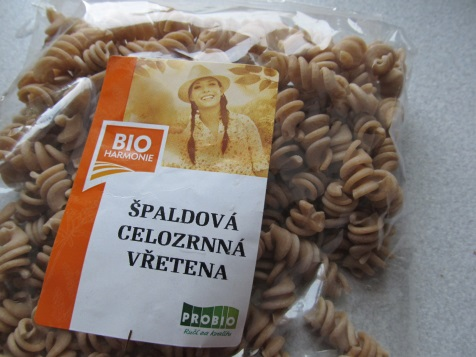 BIO
HARMONIE
ŠPALDOVÁ
CELOZRNNÁ
VŘETENA
PROBIO